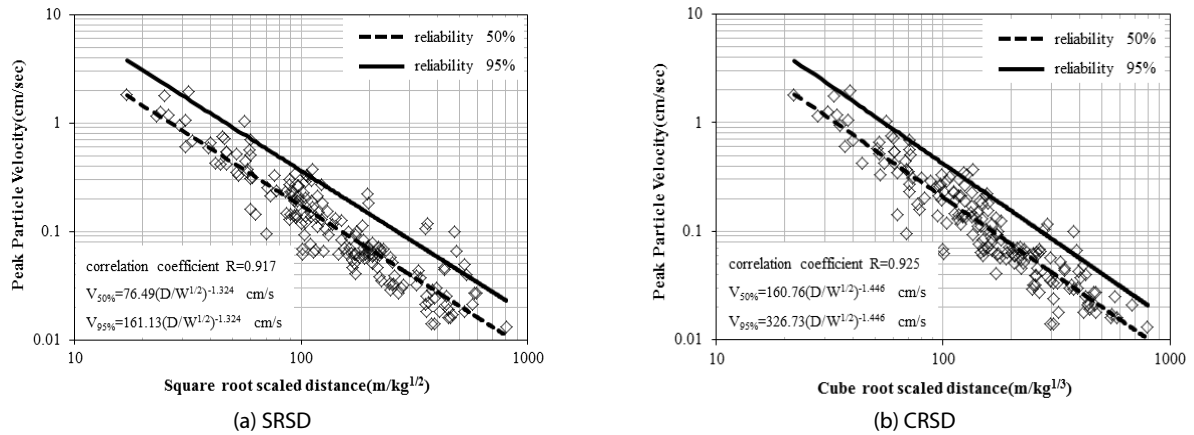 10
1
0.1
0.01
Peak Particle Velocity(cm/sec)
reliability 50%
reliability 95%
correlation coefficient R=0.917
V50%=76.49(D/W1/2)-1.324 cm/s
V95%=161.13(D/W1/2)-1.324 cm/s
10 100 1000
Square root scaled distance(m/kg1/2)
(a) SRSD
10
1
0.1
0.01
Peak Particle Velocity(cm/sec)
reliability 50%
reliability 95%
correlation coefficient R=0.925
V50%=160.76(D/W1/2)-1.446 cm/s
V95%=326.73(D/W1/2)-1.446 cm/s
10 100 1000
Cube root scaled distance(m/kg1/3)
(b) CRSD